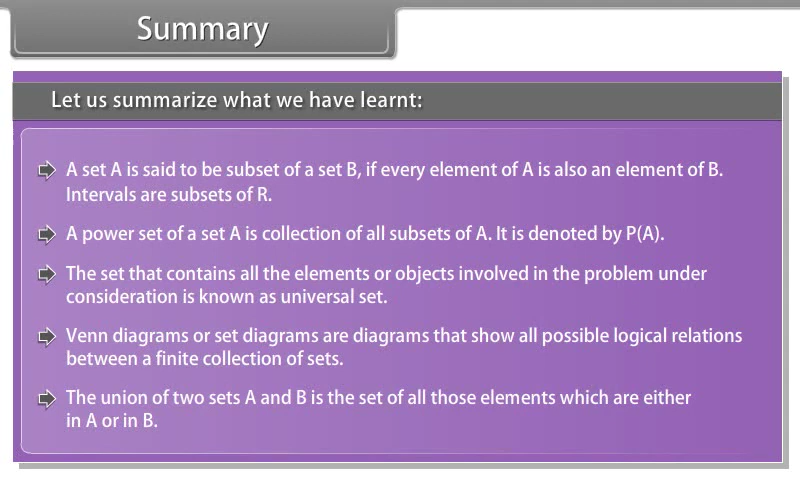 Summary
Let us summarize what we have learnt:
A set A is said to be subset of a set B, if every element of A is also an element of B.
Intervals are subsets of R.
A power set of a set A is collection of all subsets of A. It is denoted by P(A).
The set that contains all the elements or objects involved in the problem under
consideration is known as universal set.
Venn diagrams or set diagrams are diagrams that show all possible logical relations
between a finite collection of sets.
The union of two sets A and B is the set of all those elements which are either
in A or in B.